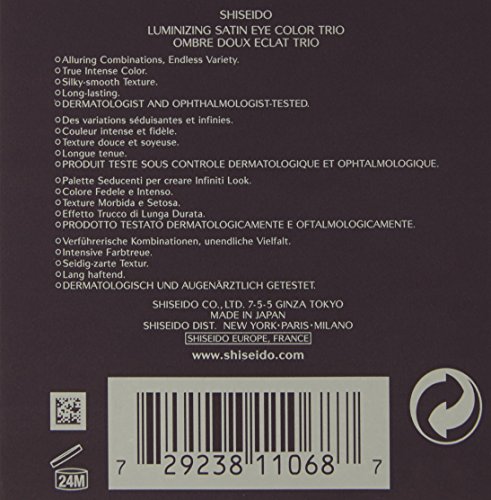 SHISEIDO
LUMINIZING SATIN EYE COLOR TRIO
OMBRE DOUX ECLAT TRIO
○Alluring Combinations, Endless Variety.
○True Intense Color.
○Silky-smooth Texture.
○Long-lasting.
○DERMATOLOGIST AND OPHTHALMOLOGIST-TESTED.
○Des variations séduisantes et infinies.
○Couleur intense et fidèle.
○Texture douce et soyeuse.
○Longue tenue.
○PRODUIT TESTE SOUS CONTROLE DERMATOLOGIQUE ET OPHTALMOLOGIQUE.
○Palette Seducenti per creare Infiniti Look.
○Colore Fedele e Intenso.
○Texture Morbida e Setosa.
○Effetto Trucco di Lunga Durata.
○PRODOTTO TESTATO DERMATOLOGICAMENTE E OFTALMOLOGICAMENTE.
○Verführerische Kombinationen, unendliche Vielfalt.
○Intensive Farbtreue.
○Seidig-zarte Textur.
○Lang haftend.
○DERMATOLOGISCH UND AUGENÄRZTLICH GETESTET.
SHISEIDO CO.,LTD. 7-5-5 GINZA TOKYO
MADE IN JAPAN
SHISEIDO DIST. NEW YORK·PARIS·MILANO
SHISEIDO EUROPE, FRANCE
www.shiseido.com
24M
7 29238 11068 7